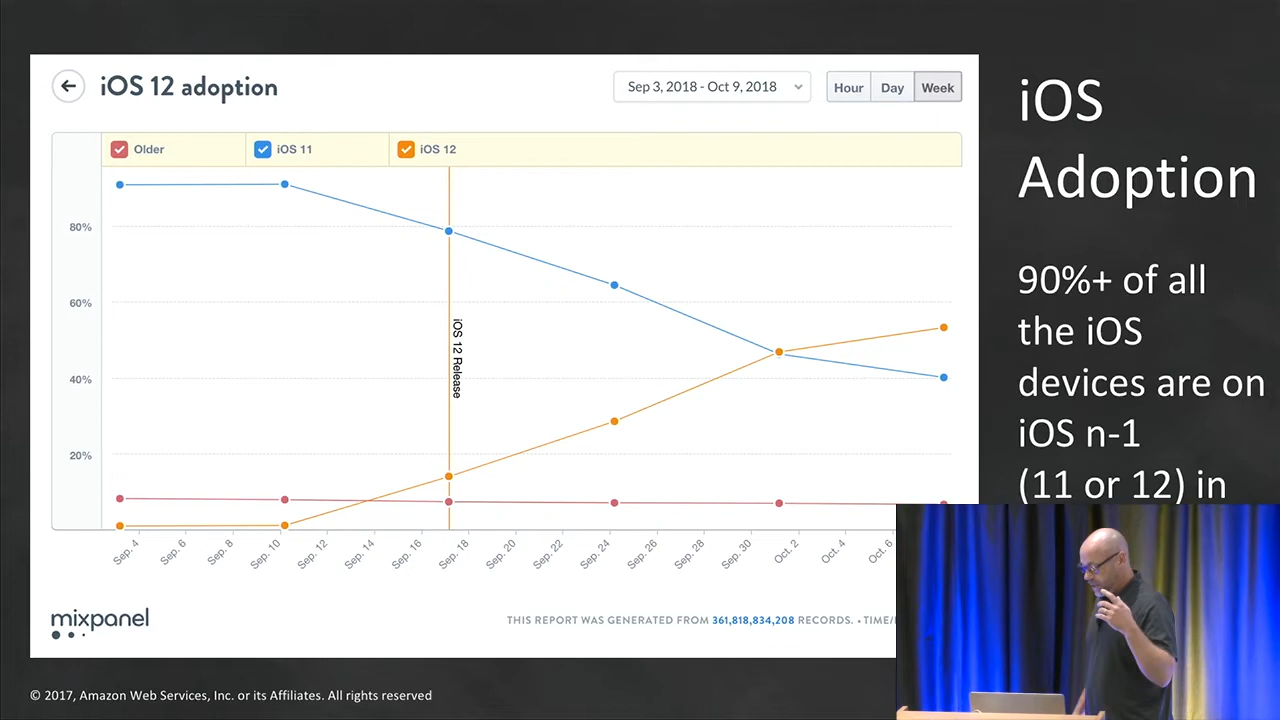 iOS 12 adoption
Sep 3, 2018 - Oct 9, 2018
Hour Day Week
Older
iOS 11
iOS 12
80%
60%
40%
20%
iOS 12 Release
Sep. 4
Sep. 6
Sep. 8
Sep. 10
Sep. 12
Sep. 14
Sep. 16
Sep. 18
Sep. 20
Sep. 22
Sep. 24
Sep. 26
Sep. 28
Sep. 30
Oct. 2
Oct. 4
Oct. 6
mixpanel
THIS REPORT WAS GENERATED FROM 361,818,834,208 RECORDS. • TIME/
iOS
Adoption
90%+ of all
the iOS
devices are on
iOS n-1
(11 or 12) in
© 2017, Amazon Web Services, Inc. or its Affiliates. All rights reserved